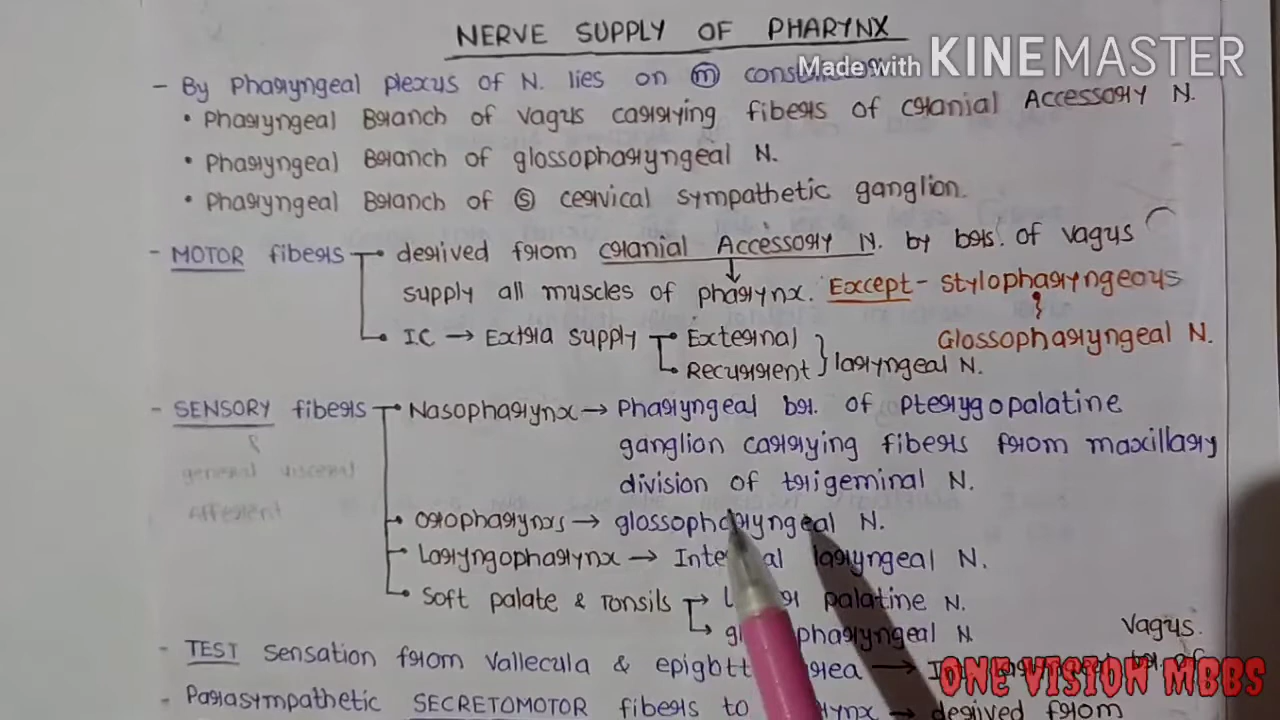 NERVE SUPPLY OF PHARYNX
Made with KINEMASTER
- By Pharyngeal plexus of N. lies on ⓜ
• Pharyngeal Branch of vagus carrying fibers of cranial Accessory N.
• Pharyngeal Branch of glossopharyngeal N.
• Pharyngeal Branch of Ⓢ cervical sympathetic ganglion.
- MOTOR fibers → derived from cranial Accessory N. by brs. of vagus
supply all muscles of pharynx. Except - stylopharyngeous
Glossopharyngeal N.
IC → Extra supply → External
Recurrent } laryngeal N.
- SENSORY fibers → Nasopharynx → Pharyngeal br. of pterygopalatine
ganglion carrying fibers from maxillary
general visceral
division of trigeminal N.
afferent
→ Oropharynxs → glossopharyngeal N.
→ Laryngopharynx → Internal laryngeal N.
→ Soft palate & Tonsils → palatine N.
→ glossopharyngeal N
vagus.
- TEST sensation from vallecula & → br. of
ONE VISION MBBS
- Parasympathetic SECRETOMOTOR fibers to → derived from